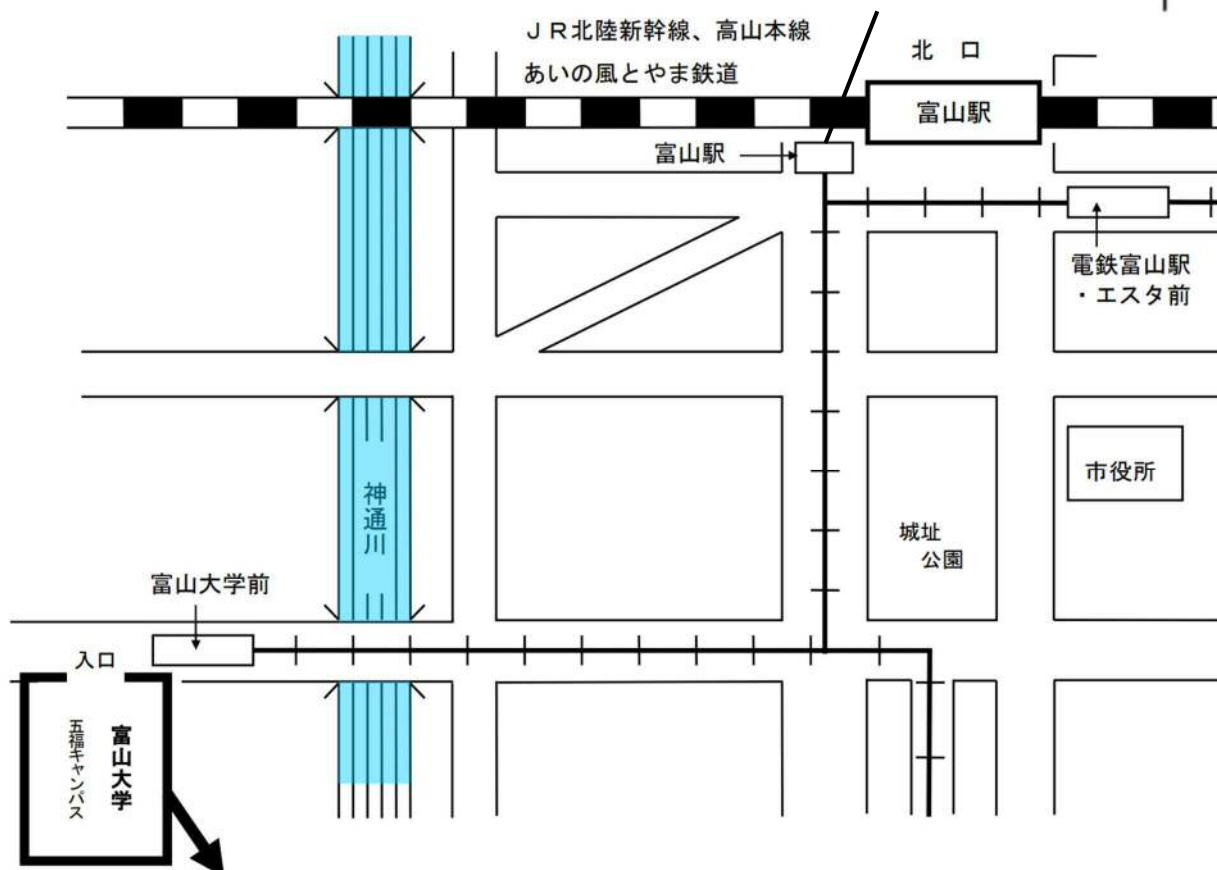 JR北陸新幹線、高山本線
あいの風とやま鉄道
北 口
富山駅
富山駅
電鉄富山駅
・エスタ前
市役所
神通川
城址
公園
富山大学前
入口
富山大学
五福キャンパス